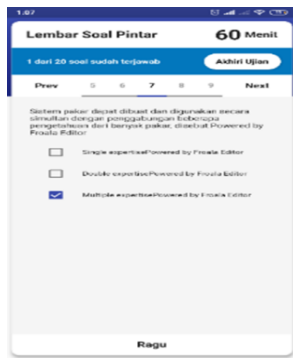 1.07
Lembar Soal Pintar 60 Menit
1 dari 20 soal sudah terjawab Akhiri Ujian
Prev 5 6 7 8 9 Next
Sistem pakar dapat dibuat dan digunakan secara
simultan dengan penggabungan beberapa
pengetahuan dari banyak pakar, disebut Powered by
Froala Editor
Single expertisePowered by Froala Editor
Double expertisePowered by Froala Editor
Multiple expertisePowered by Froala Editor
Ragu